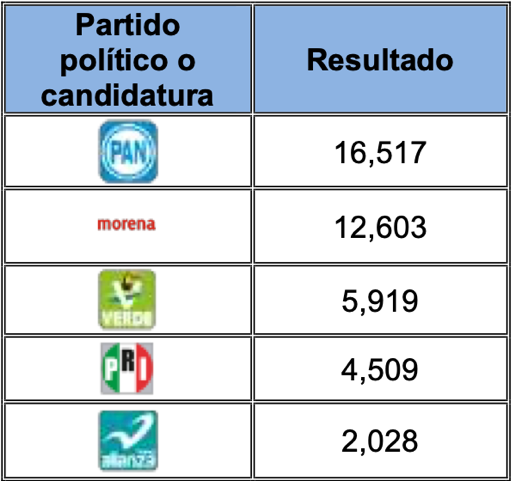 Partido
político o
candidatura
Resultado
PAN
16,517
morena
12,603
VERDE
5,919
PRI
4,509
alianza
2,028